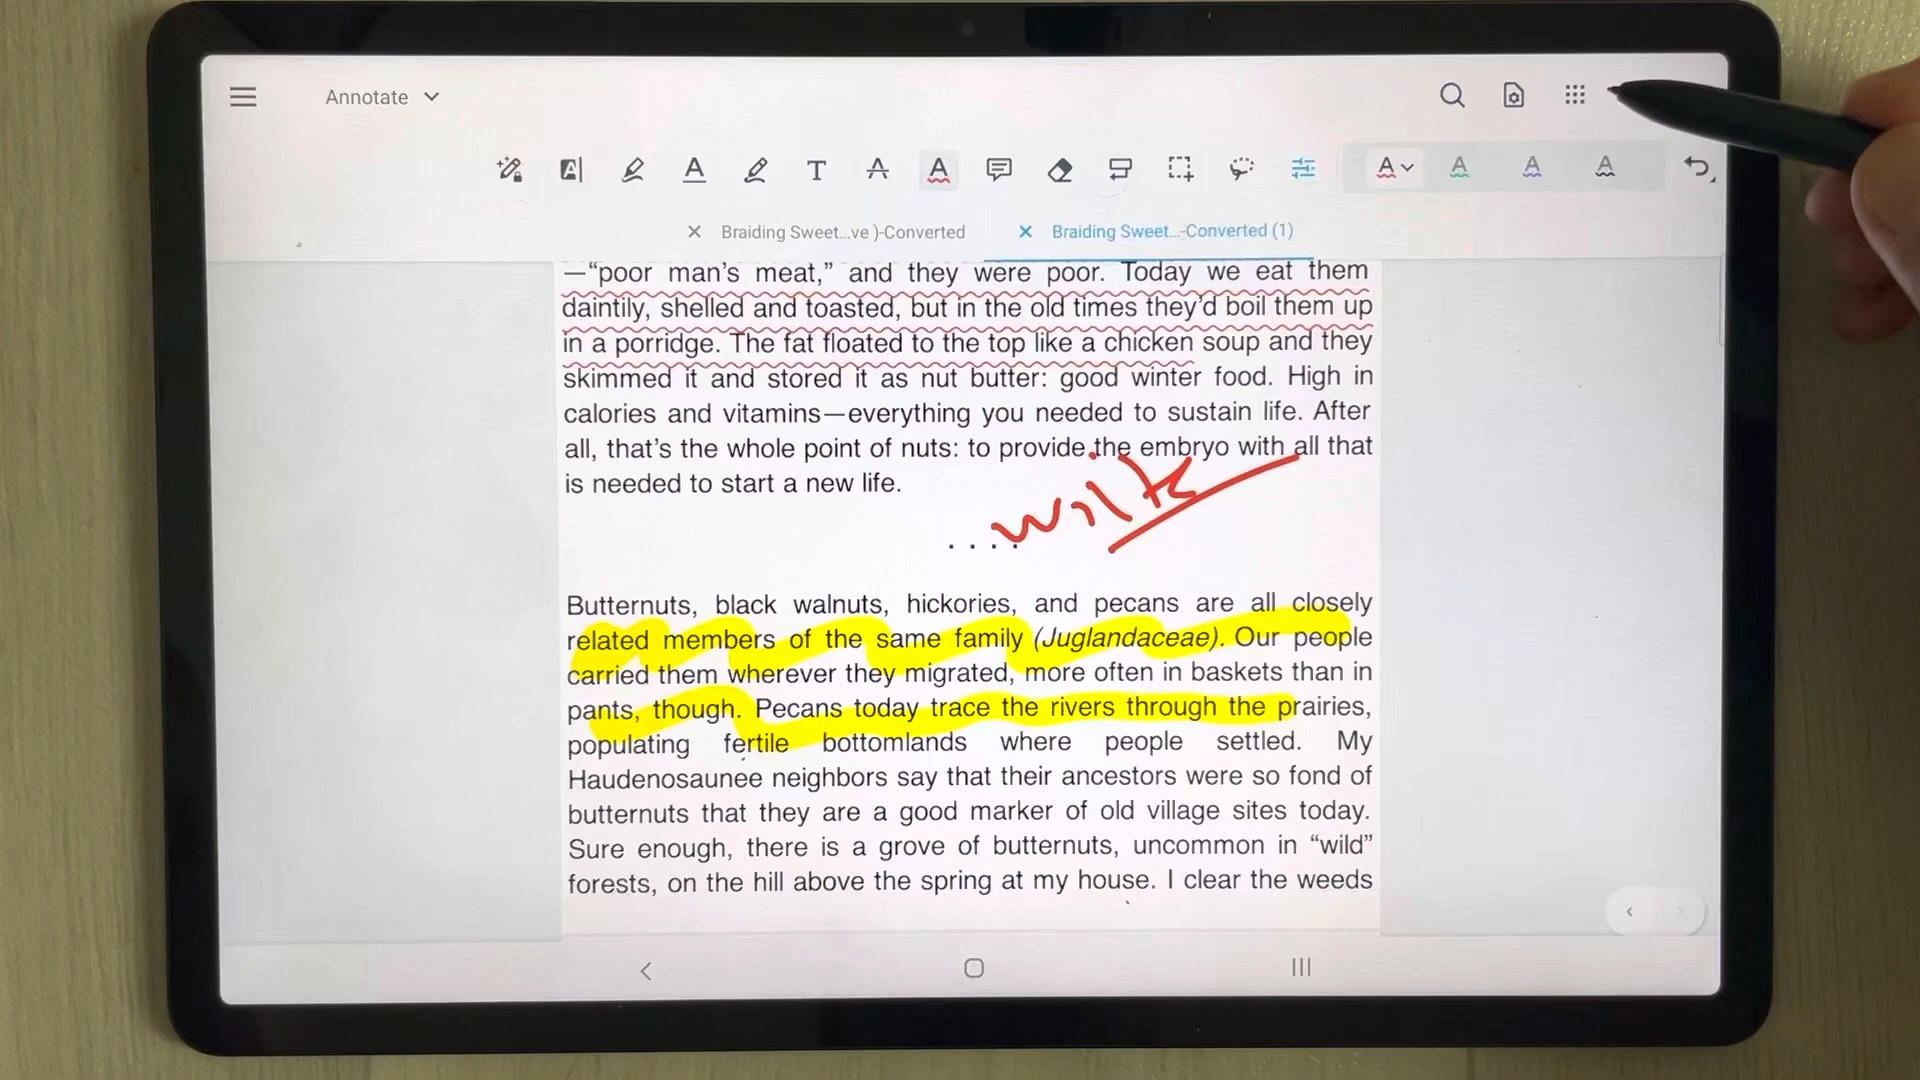 Annotate
Braiding Sweet...ve )-Converted
Braiding Sweet...-Converted (1)
—“poor man’s meat,” and they were poor. Today we eat them
daintily, shelled and toasted, but in the old times they’d boil them up
in a porridge. The fat floated to the top like a chicken soup and they
skimmed it and stored it as nut butter: good winter food. High in
calories and vitamins—everything you needed to sustain life. After
all, that’s the whole point of nuts: to provide the embryo with all that
is needed to start a new life.
. . . .
Butternuts, black walnuts, hickories, and pecans are all closely
related members of the same family (Juglandaceae). Our people
carried them wherever they migrated, more often in baskets than in
pants, though. Pecans today trace the rivers through the prairies,
populating fertile bottomlands where people settled. My
Haudenosaunee neighbors say that their ancestors were so fond of
butternuts that they are a good marker of old village sites today.
Sure enough, there is a grove of butternuts, uncommon in “wild”
forests, on the hill above the spring at my house. I clear the weeds